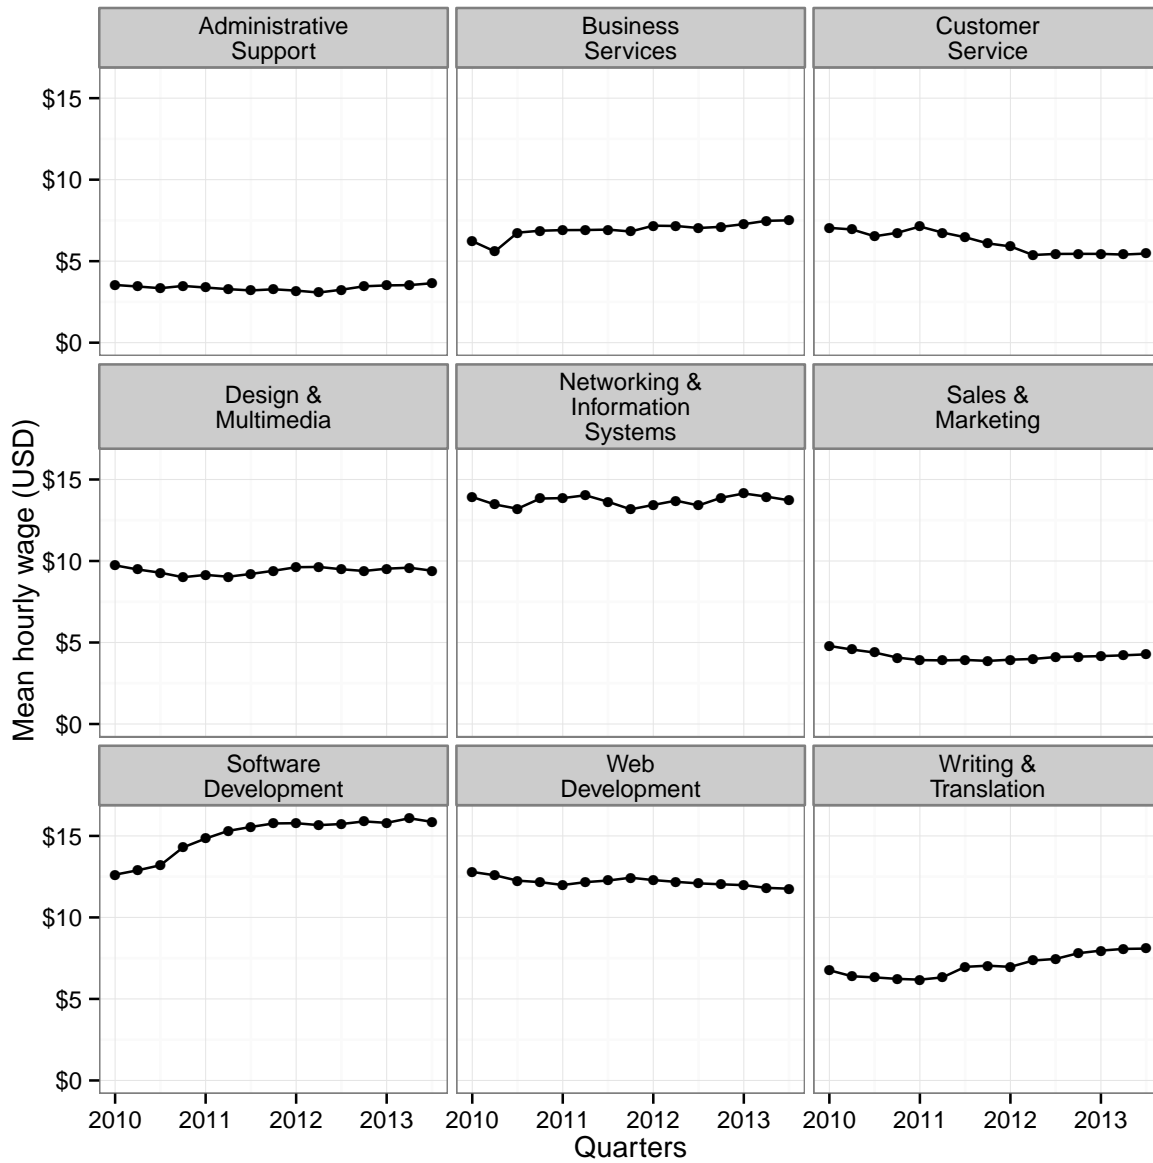 Administrative
Support
Business
Services
Customer
Service
$15
$10
$5
$0
Design &
Multimedia
Networking &
Information
Systems
Sales &
Marketing
$15
$10
$5
$0
Mean hourly wage (USD)
Software
Development
Web
Development
Writing &
Translation
$15
$10
$5
$0
2010 2011 2012 2013 2010 2011 2012 2013 2010 2011 2012 2013
Quarters